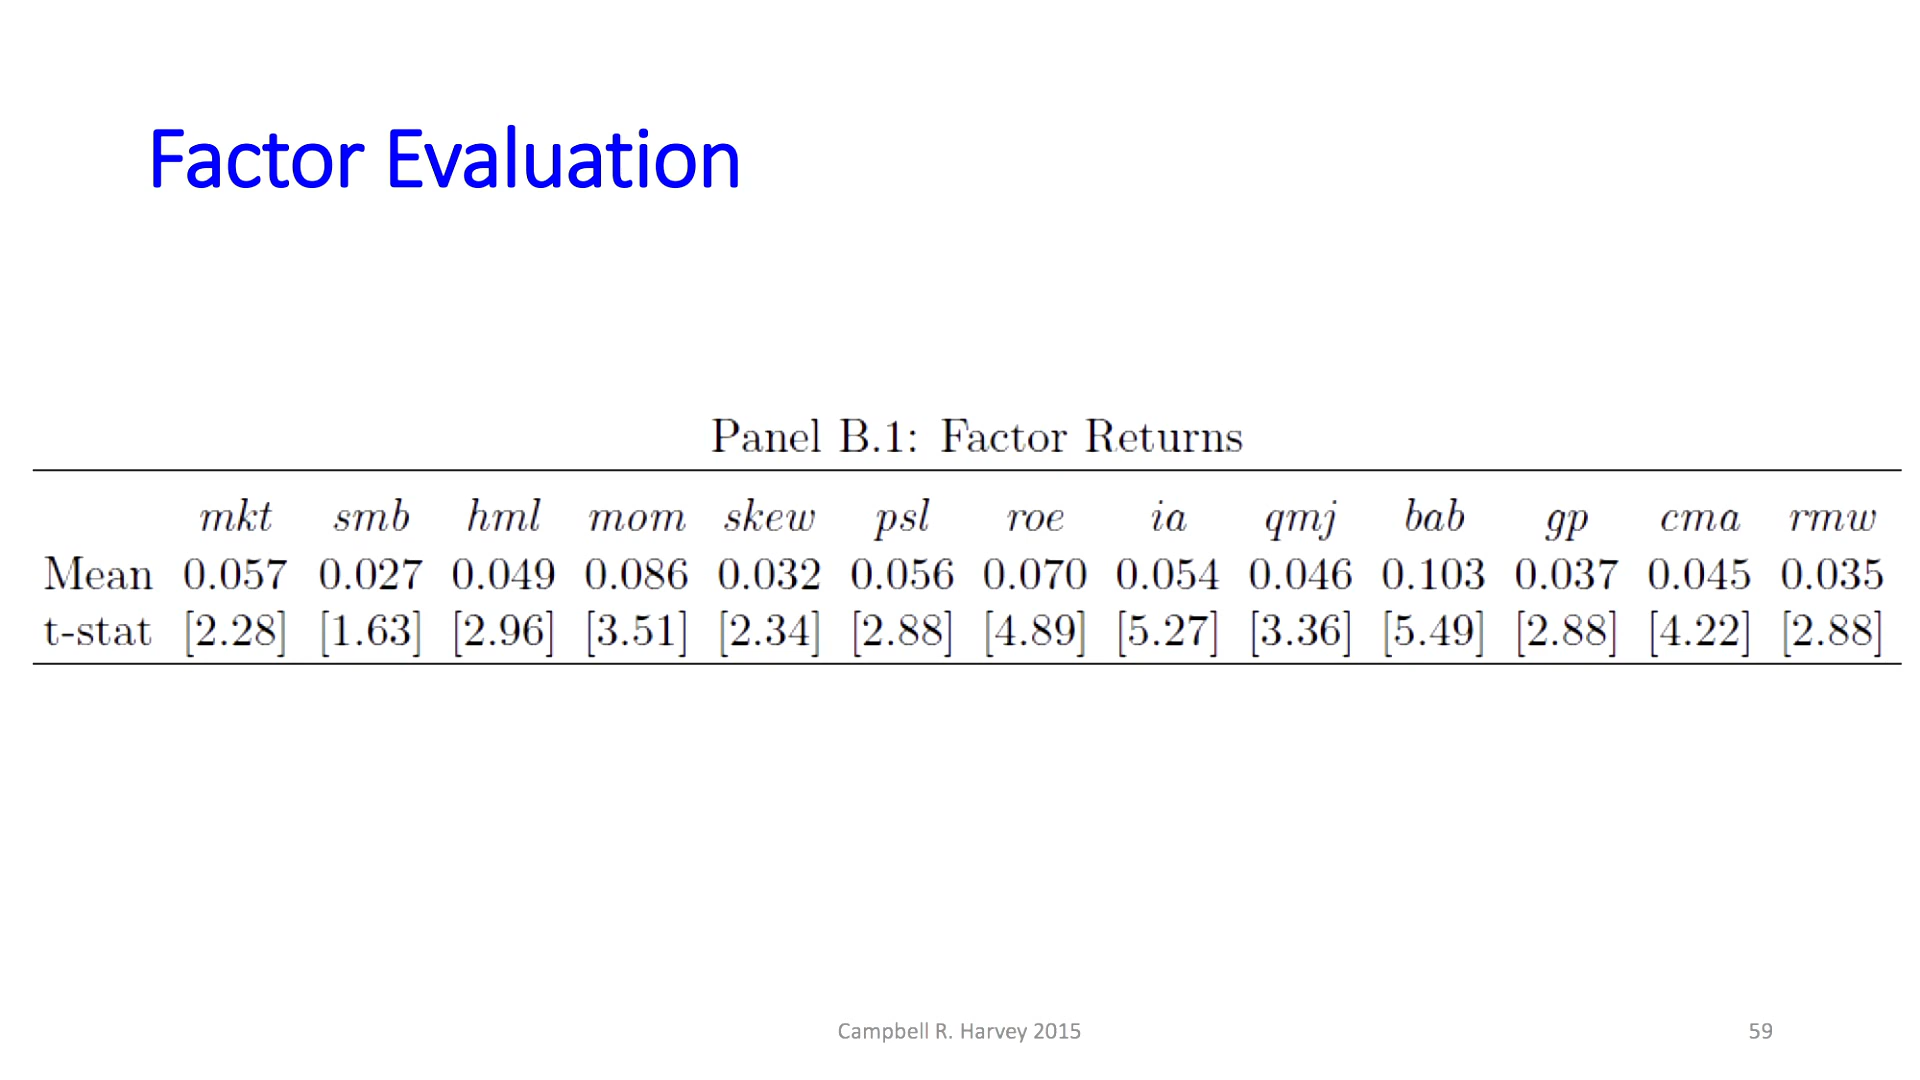 Factor Evaluation
Panel B.1: Factor Returns
mkt smb hml mom skew psl roe ia qmj bab gp cma rmw
Mean 0.057 0.027 0.049 0.086 0.032 0.056 0.070 0.054 0.046 0.103 0.037 0.045 0.035
t-stat [2.28] [1.63] [2.96] [3.51] [2.34] [2.88] [4.89] [5.27] [3.36] [5.49] [2.88] [4.22] [2.88]
Campbell R. Harvey 2015 59